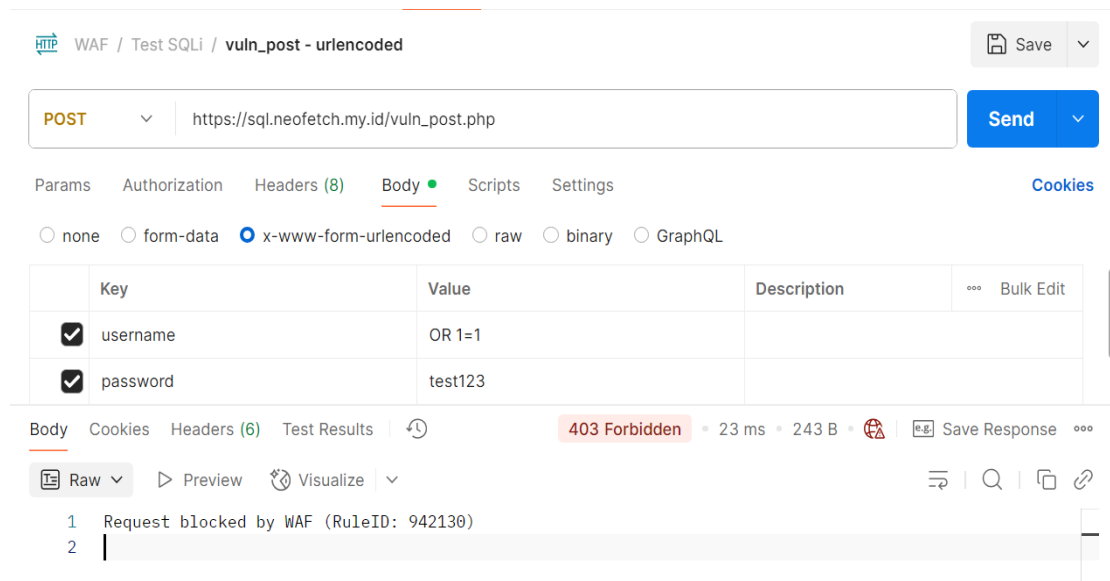 HTTP WAF / Test SQLi / vuln_post - urlencoded Save
POST https://sql.neofetch.my.id/vuln_post.php Send
Params Authorization Headers (8) Body Scripts Settings Cookies
none form-data x-www-form-urlencoded raw binary GraphQL
Key Value Description Bulk Edit
username OR 1=1
password test123
Body Cookies Headers (6) Test Results 403 Forbidden 23 ms 243 B e.g. Save Response
Raw Preview Visualize
1 Request blocked by WAF (RuleID: 942130)
2